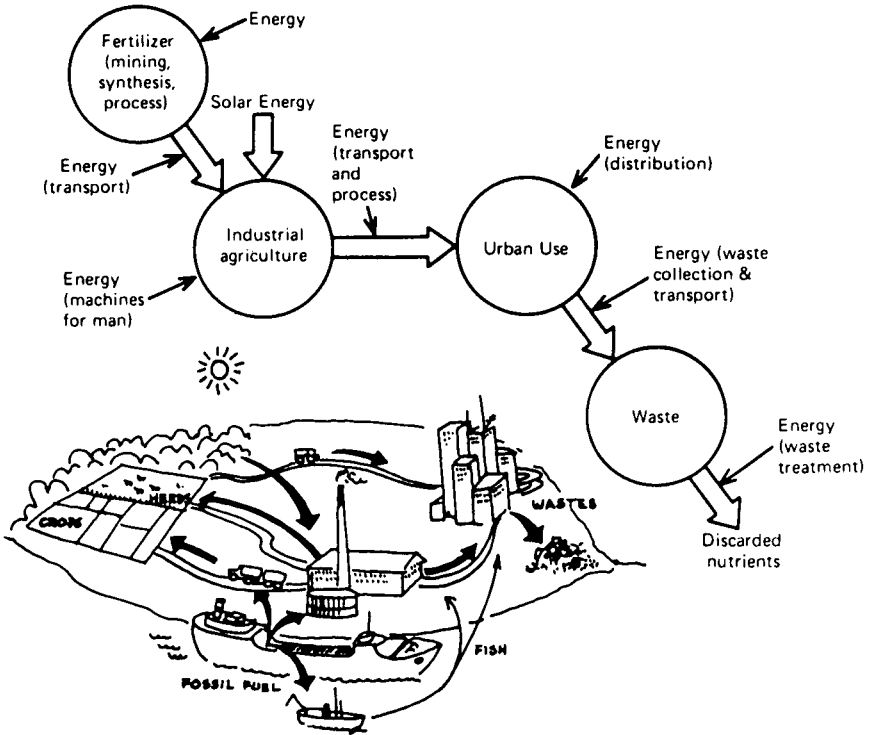 Energy
Fertilizer
(mining,
synthesis,
process)
Solar Energy
Energy
(transport)
Energy
(transport
and
process)
Energy
(distribution)
Industrial
agriculture
Urban Use
Energy
(machines
for man)
Energy (waste
collection &
transport)
Waste
Energy
(waste
treatment)
Discarded
nutrients
HERDS
CROPS
WASTES
FISH
FOSSIL FUEL